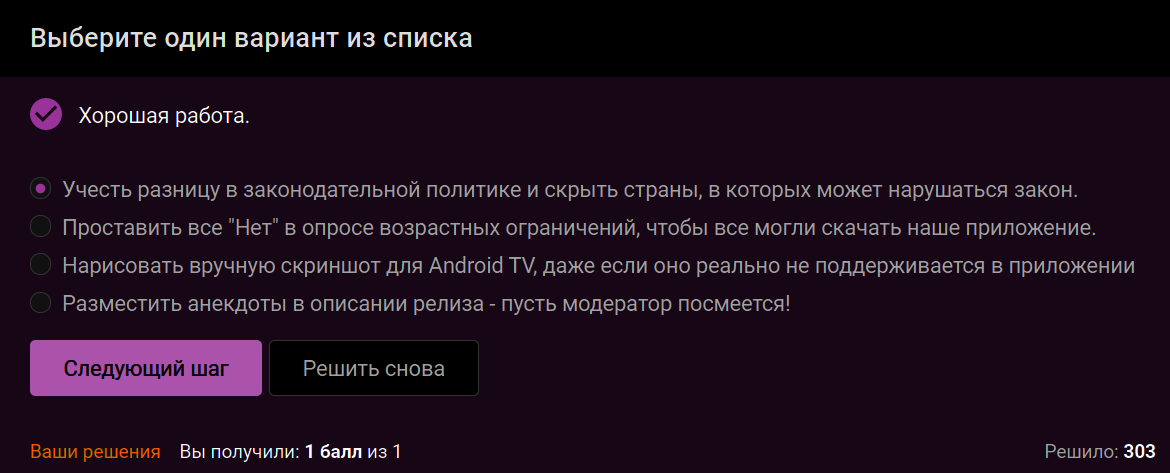 Выберите один вариант из списка
Хорошая работа.
Учесть разницу в законодательной политике и скрыть страны, в которых может нарушаться закон.
Проставить все "Нет" в опросе возрастных ограничений, чтобы все могли скачать наше приложение.
Нарисовать вручную скриншот для Android TV, даже если оно реально не поддерживается в приложении
Разместить анекдоты в описании релиза - пусть модератор посмеется!
Следующий шаг Решить снова
Ваши решения Вы получили: 1 балл из 1 Решило: 303